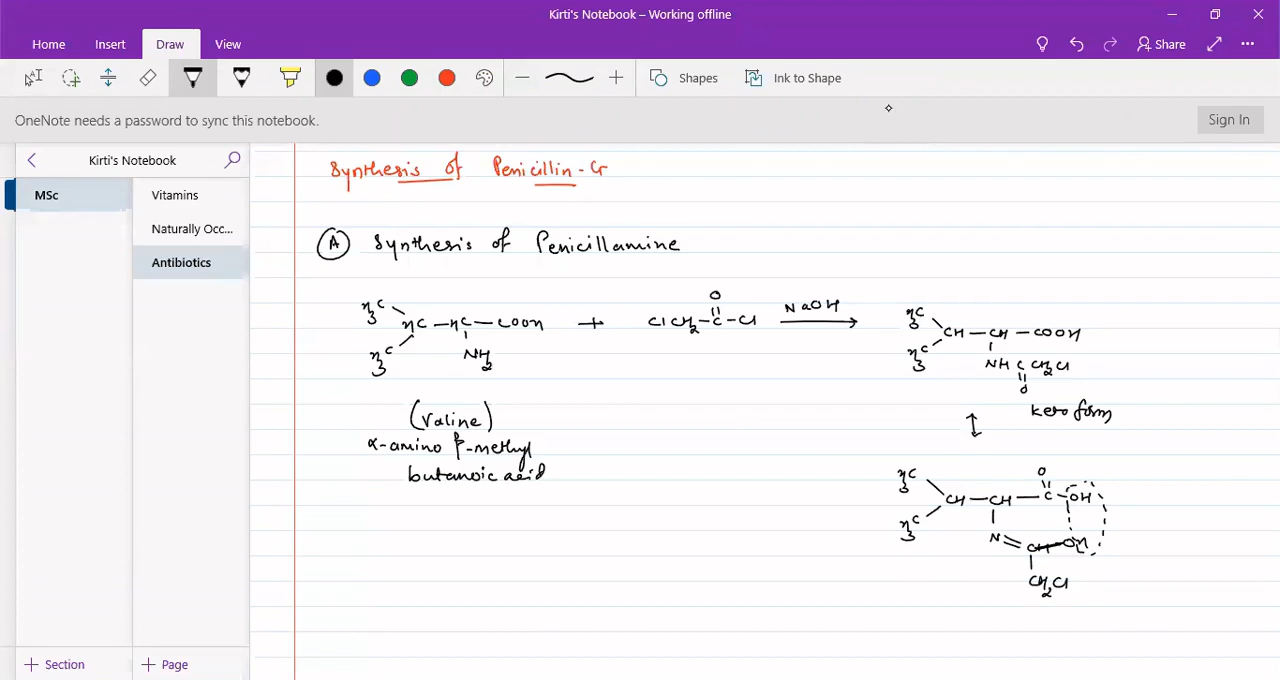 Kirti's Notebook – Working offline
Home Insert Draw View
Share
Shapes Ink to Shape
OneNote needs a password to sync this notebook.
Sign In
Kirti's Notebook
MSc
Vitamins
Naturally Occ...
Antibiotics
Section
Page
Synthesis of Penicillin-G
A Synthesis of Penicillamine
H3C
H3C
HC — HC — COOH
NH2
+
ClCH2 – C – Cl
O
NaOH
H3C
H3C
CH — CH — COOH
NH C CH2Cl
O
keto form
(Valine)
α-amino β-methyl
butanoic acid
H3C
H3C
CH — CH — C – OH
O
N = C — OH
CH2Cl